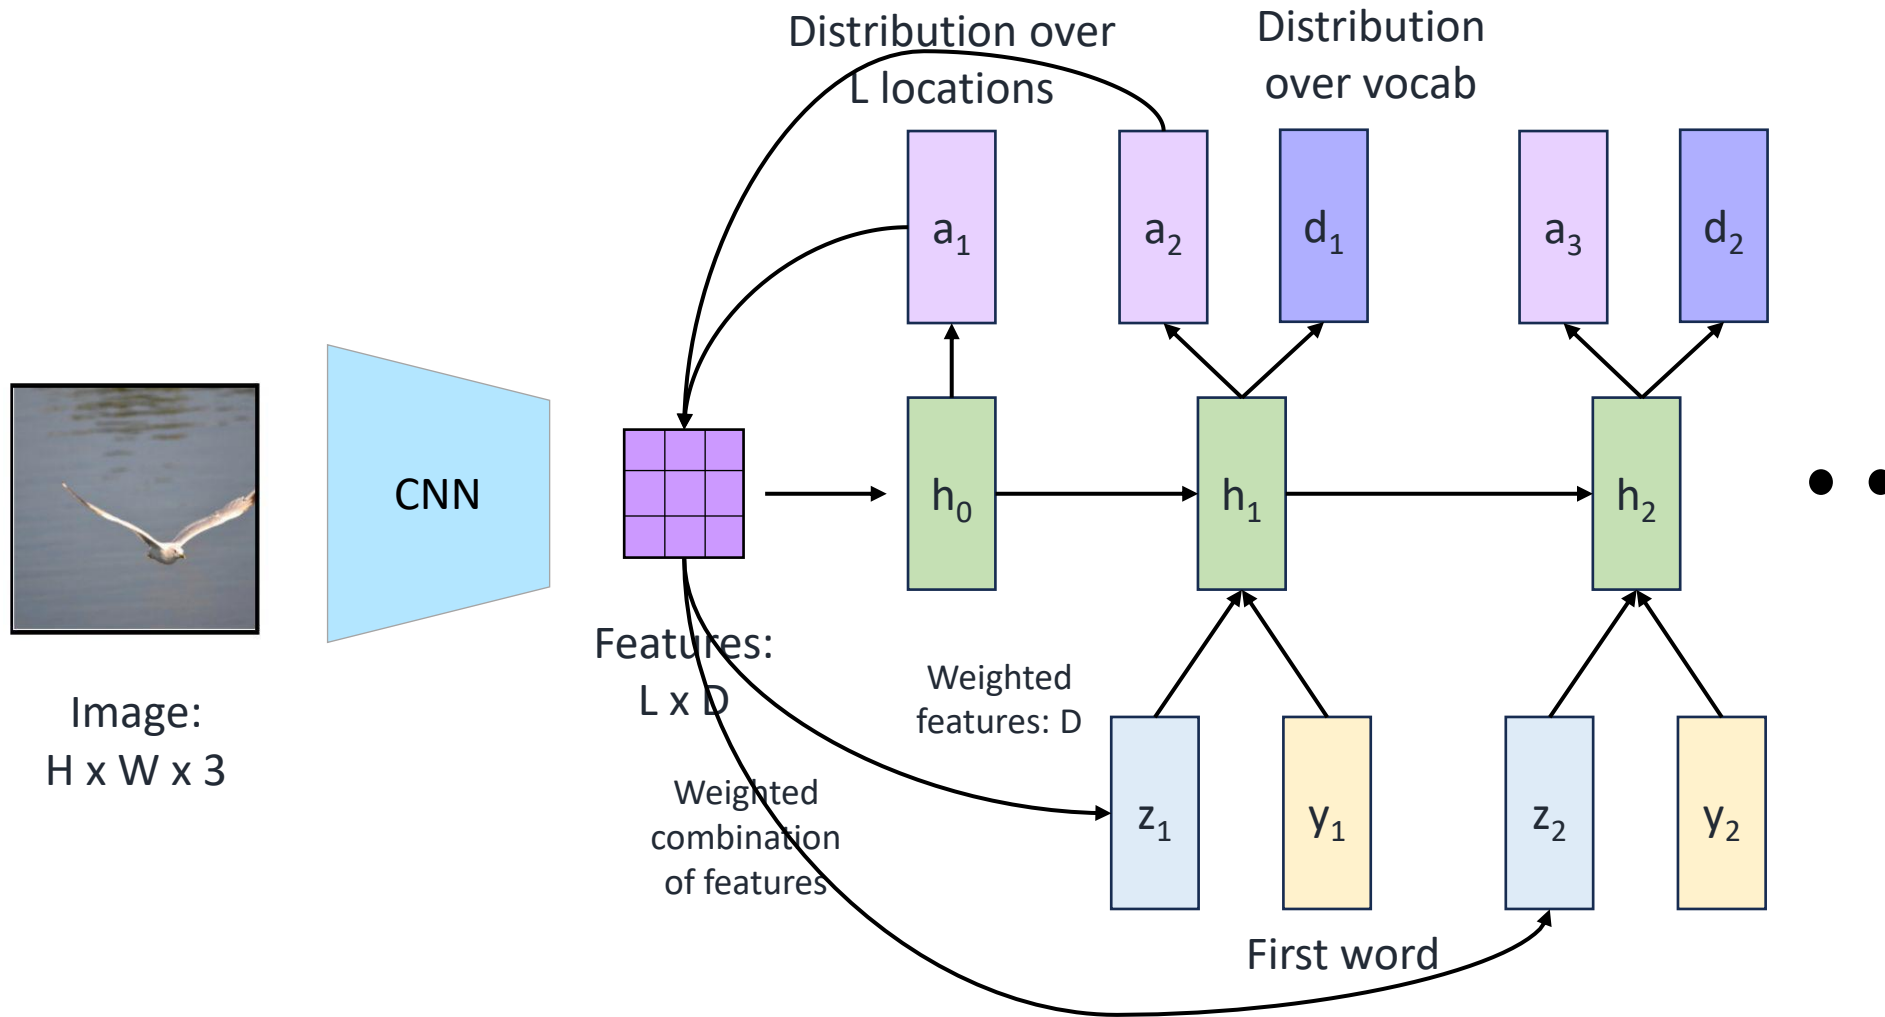 Distribution over
L locations
Distribution
over vocab
a1
a2
d1
a3
d2
CNN
h0
h1
h2
Features:
L x D
Image:
H x W x 3
Weighted
features: D
Weighted
combination
of features
z1
y1
z2
y2
First word